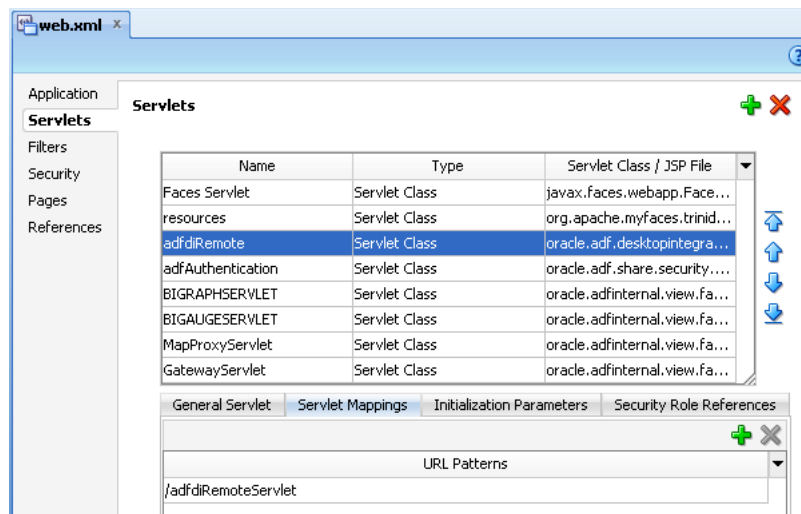 web.xml
Application
Servlets
Filters
Security
Pages
References
Servlets
Name Type Servlet Class / JSP File
Faces Servlet Servlet Class javax.faces.webapp.Face...
resources Servlet Class org.apache.myfaces.trinid...
adfdiRemote Servlet Class oracle.adf.desktopintegra...
adfAuthentication Servlet Class oracle.adf.share.security....
BIGRAPHSERVLET Servlet Class oracle.adfinternal.view.fa...
BIGAUGESERVLET Servlet Class oracle.adfinternal.view.fa...
MapProxyServlet Servlet Class oracle.adfinternal.view.fa...
GatewayServlet Servlet Class oracle.adfinternal.view.fa...
General Servlet Servlet Mappings Initialization Parameters Security Role References
URL Patterns
/adfdiRemoteServlet